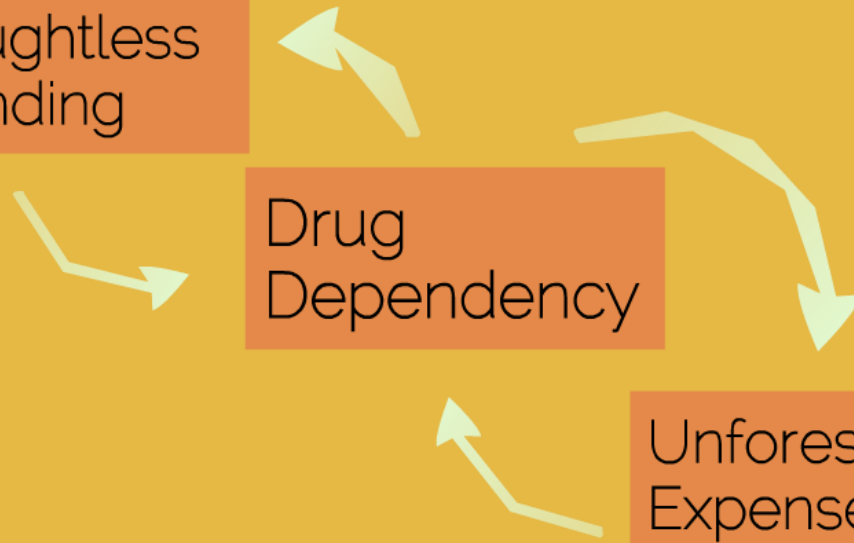 ughtless
nding
Drug
Dependency
Unfores
Expense